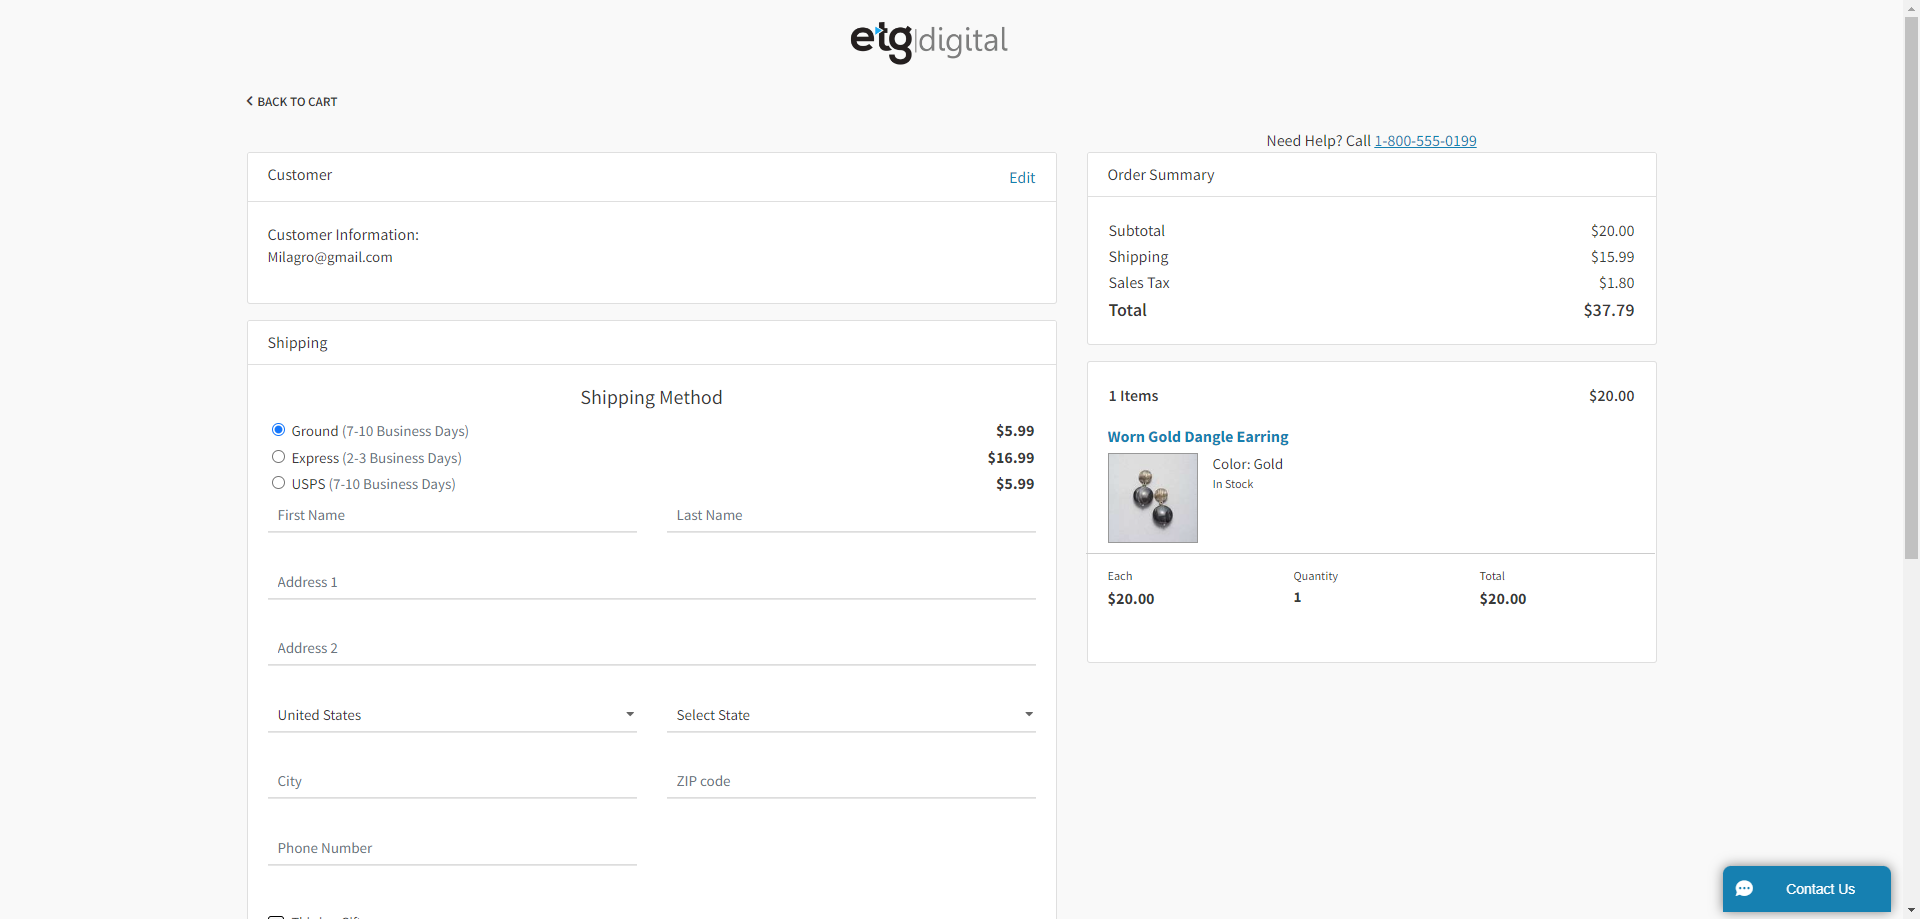 etg|digital
BACK TO CART
Need Help? Call 1-800-555-0199
Customer
Edit
Customer Information:
Milagro@gmail.com
Shipping
Shipping Method
Ground (7-10 Business Days) $5.99
Express (2-3 Business Days) $16.99
USPS (7-10 Business Days) $5.99
First Name
Last Name
Address 1
Address 2
United States
Select State
City
ZIP code
Phone Number
Order Summary
Subtotal $20.00
Shipping $15.99
Sales Tax $1.80
Total $37.79
1 Items $20.00
Worn Gold Dangle Earring
Color: Gold
In Stock
Each Quantity Total
$20.00 1 $20.00
Contact Us